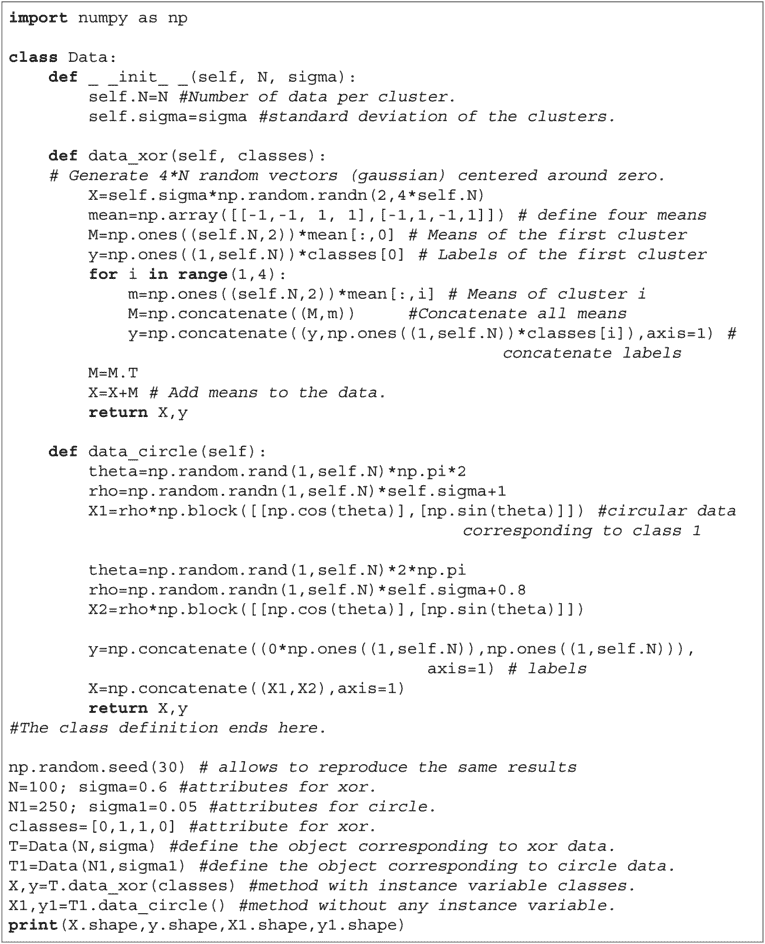 import numpy as np
class Data:
def _ _init_ _(self, N, sigma):
self.N=N #Number of data per cluster.
self.sigma=sigma #standard deviation of the clusters.
def data_xor(self, classes):
# Generate 4*N random vectors (gaussian) centered around zero.
X=self.sigma*np.random.randn(2,4*self.N)
mean=np.array([[-1,-1, 1, 1],[-1,1,-1,1]]) # define four means
M=np.ones((self.N,2))*mean[:,0] # Means of the first cluster
y=np.ones((1,self.N))*classes[0] # Labels of the first cluster
for i in range(1,4):
m=np.ones((self.N,2))*mean[:,i] # Means of cluster i
M=np.concatenate((M,m)) #Concatenate all means
y=np.concatenate((y,np.ones((1,self.N))*classes[i]),axis=1) #
concatenate labels
M=M.T
X=X+M # Add means to the data.
return X,y
def data_circle(self):
theta=np.random.rand(1,self.N)*np.pi*2
rho=np.random.randn(1,self.N)*self.sigma+1
X1=rho*np.block([[np.cos(theta)],[np.sin(theta)]]) #circular data
corresponding to class 1
theta=np.random.rand(1,self.N)*2*np.pi
rho=np.random.randn(1,self.N)*self.sigma+0.8
X2=rho*np.block([[np.cos(theta)],[np.sin(theta)]])
y=np.concatenate((0*np.ones((1,self.N)),np.ones((1,self.N))),
axis=1) # labels
X=np.concatenate((X1,X2),axis=1)
return X,y
#The class definition ends here.
np.random.seed(30) # allows to reproduce the same results
N=100; sigma=0.6 #attributes for xor.
N1=250; sigma1=0.05 #attributes for circle.
classes=[0,1,1,0] #attribute for xor.
T=Data(N,sigma) #define the object corresponding to xor data.
T1=Data(N1,sigma1) #define the object corresponding to circle data.
X,y=T.data_xor(classes) #method with instance variable classes.
X1,y1=T1.data_circle() #method without any instance variable.
print(X.shape,y.shape,X1.shape,y1.shape)